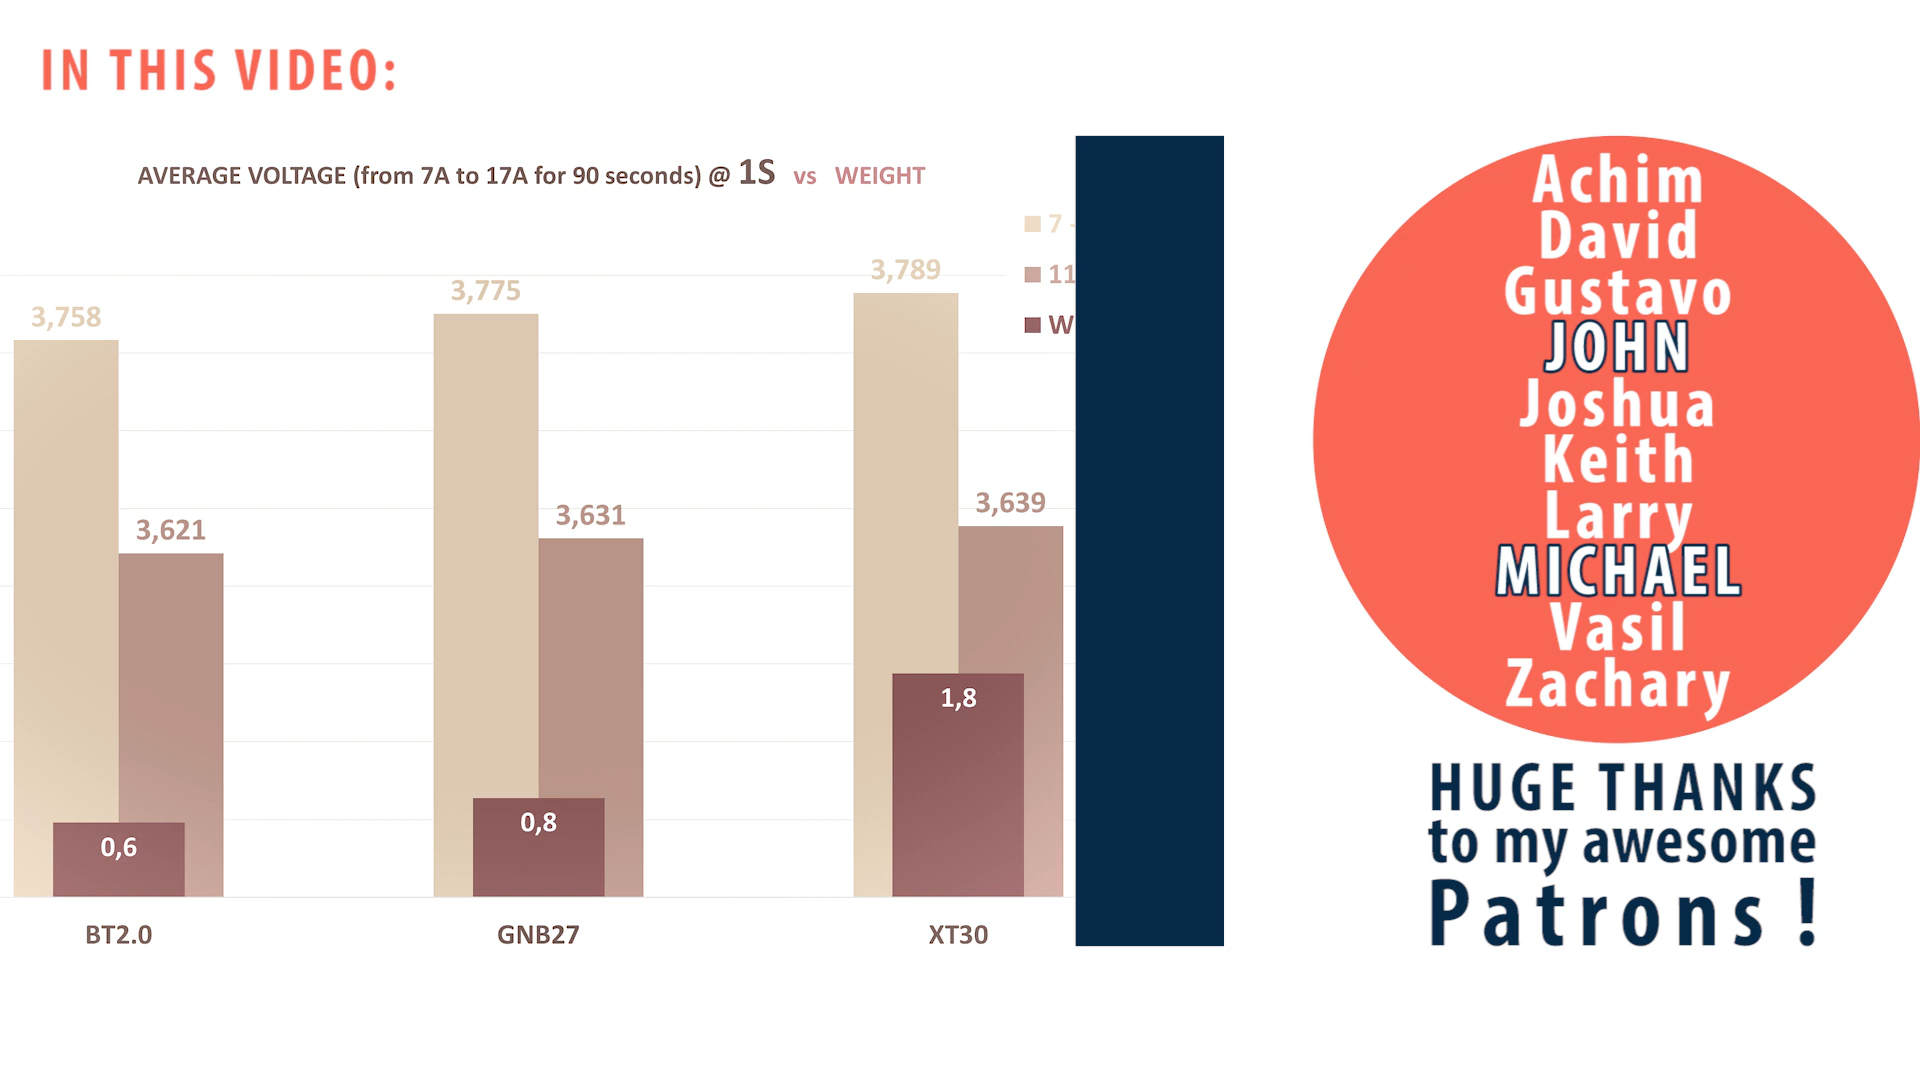 IN THIS VIDEO:
AVERAGE VOLTAGE (from 7A to 17A for 90 seconds) @ 1S vs WEIGHT
7 -
11
W
3,758
3,621
0,6
3,775
3,631
0,8
3,789
3,639
1,8
BT2.0
GNB27
XT30
Achim
David
Gustavo
JOHN
Joshua
Keith
Larry
MICHAEL
Vasil
Zachary
HUGE THANKS
to my awesome
Patrons !